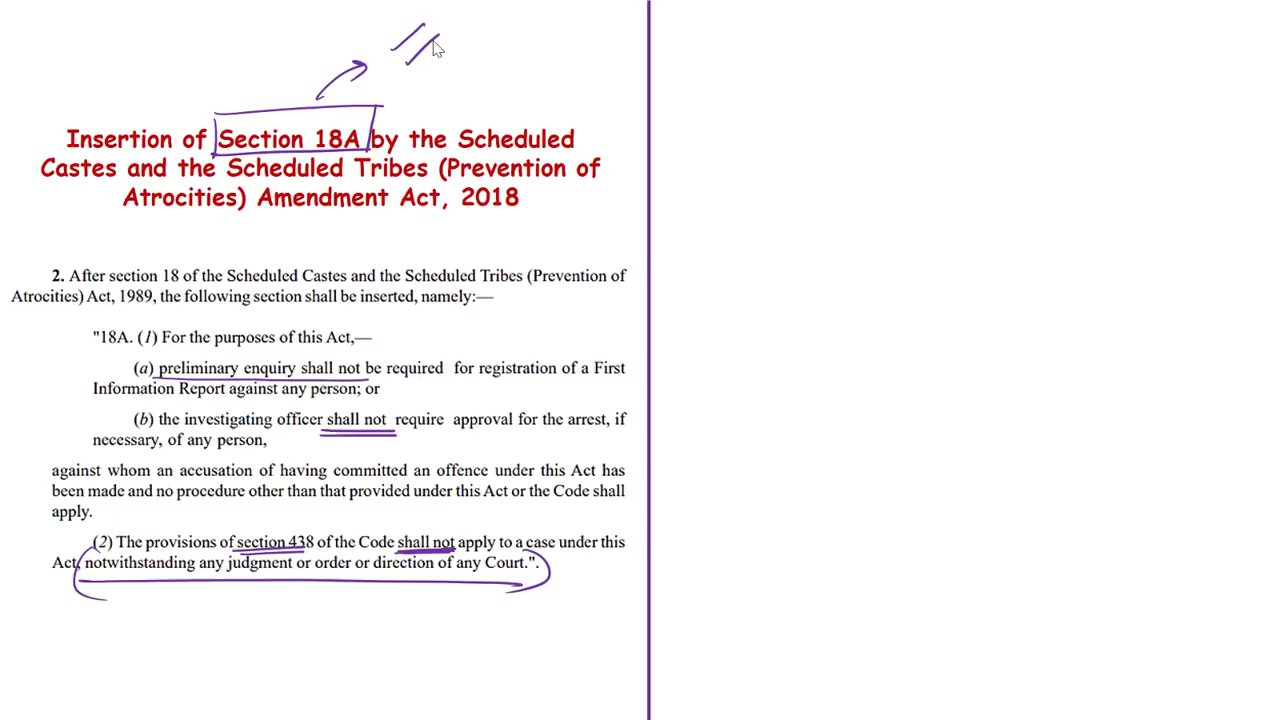 Insertion of Section 18A by the Scheduled
Castes and the Scheduled Tribes (Prevention of
Atrocities) Amendment Act, 2018
2. After section 18 of the Scheduled Castes and the Scheduled Tribes (Prevention of
Atrocities) Act, 1989, the following section shall be inserted, namely:—
"18A. (1) For the purposes of this Act,—
(a) preliminary enquiry shall not be required for registration of a First
Information Report against any person; or
(b) the investigating officer shall not require approval for the arrest, if
necessary, of any person,
against whom an accusation of having committed an offence under this Act has
been made and no procedure other than that provided under this Act or the Code shall
apply.
(2) The provisions of section 438 of the Code shall not apply to a case under this
Act, notwithstanding any judgment or order or direction of any Court.".